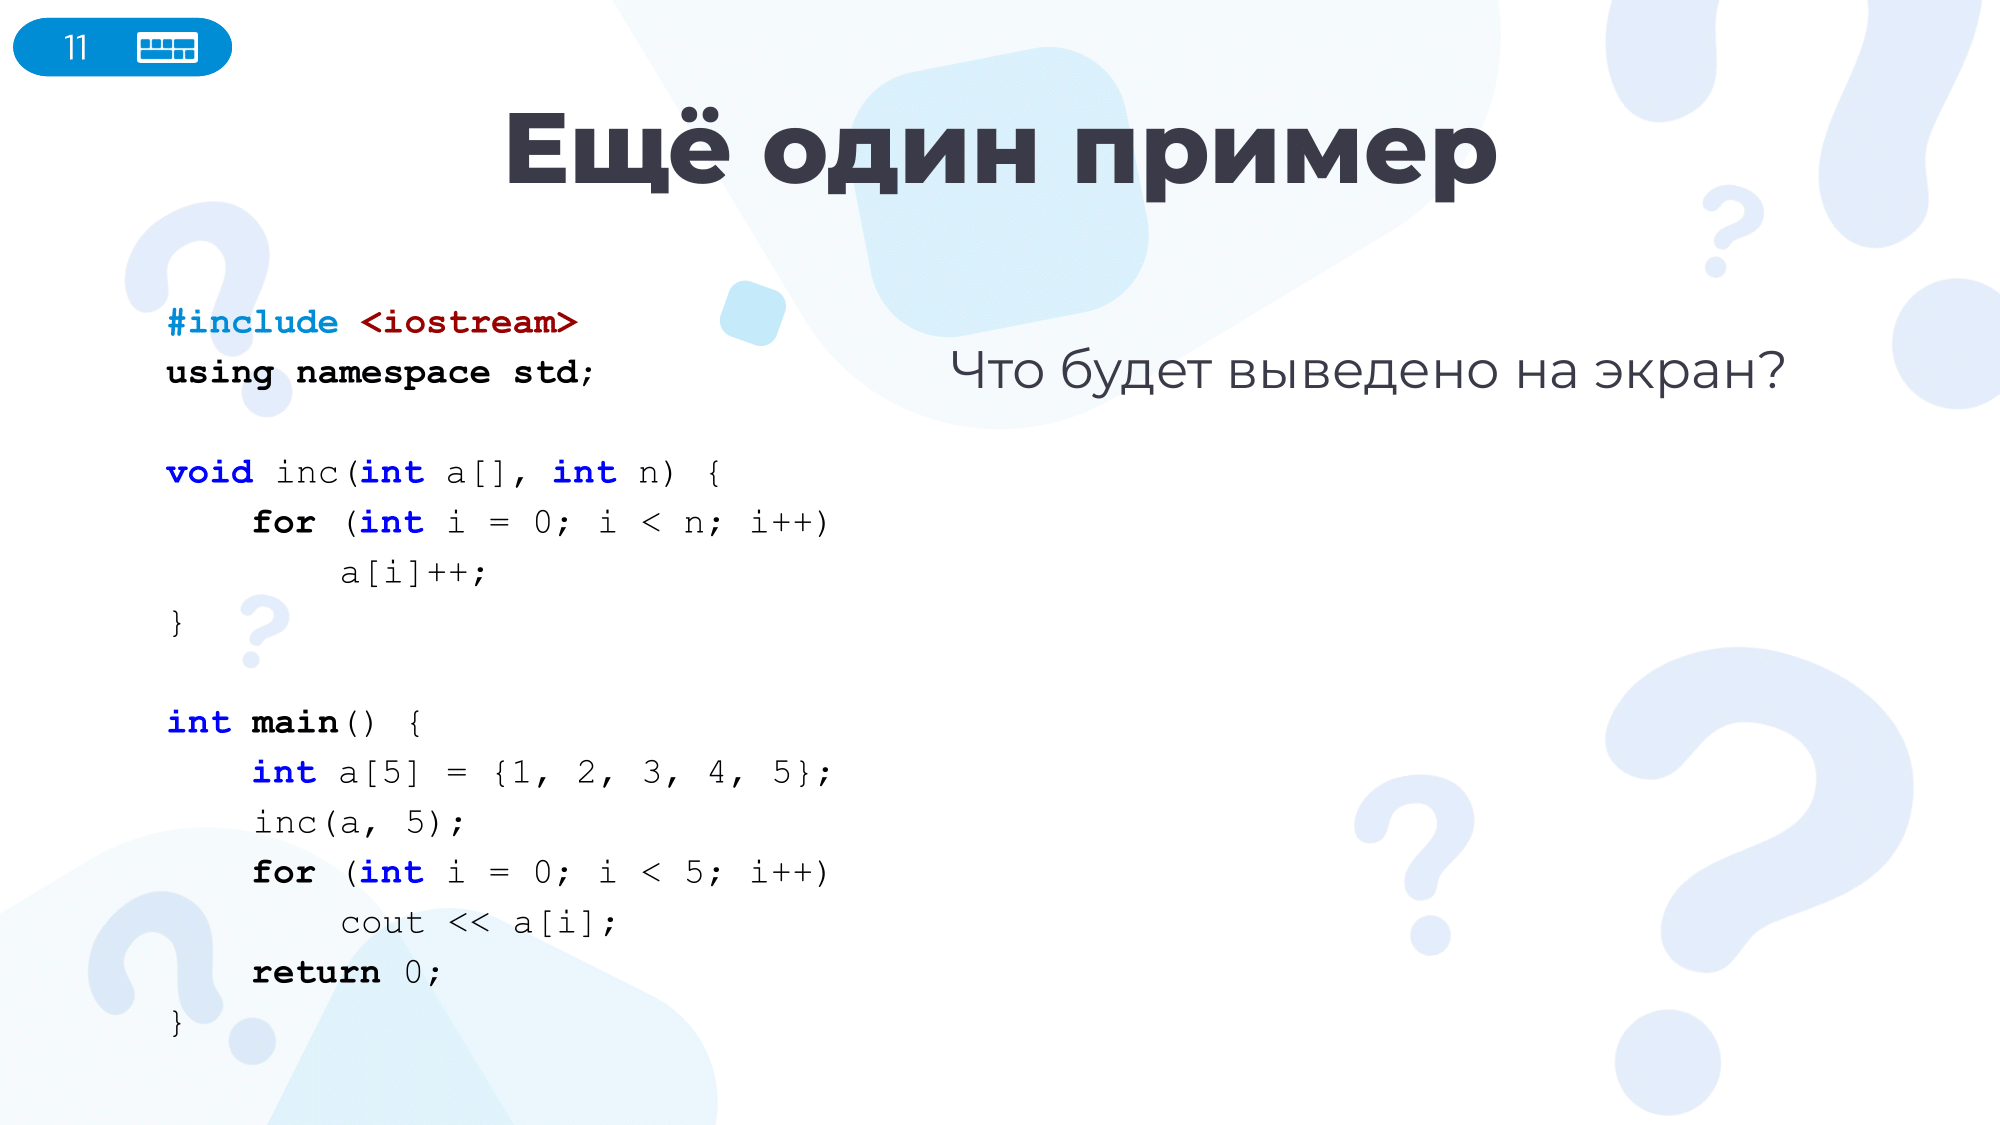 11
Ещё один пример
#include <iostream>
using namespace std;
void inc(int a[], int n) {
    for (int i = 0; i < n; i++)
        a[i]++;
}
int main() {
    int a[5] = {1, 2, 3, 4, 5};
    inc(a, 5);
    for (int i = 0; i < 5; i++)
        cout << a[i];
    return 0;
}
Что будет выведено на экран?